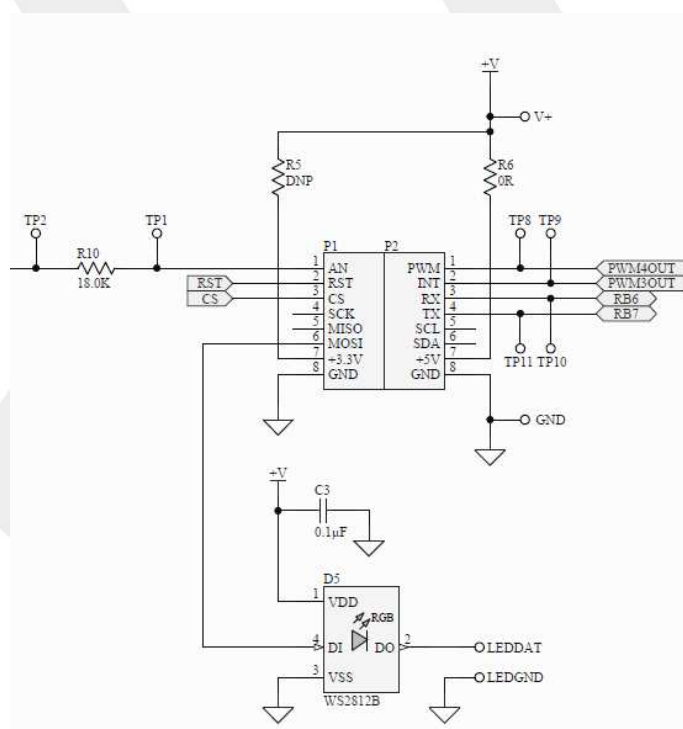 +V
V+
R5
DNP
R6
0R
TP2
TP1
TP8
TP9
R10
18.0K
P1
P2
1
AN
PWM
1
PWM4OUT
RST
2
RST
INT
2
PWM3OUT
CS
3
CS
RX
3
RB6
4
SCK
TX
4
RB7
5
MISO
SCL
5
6
MOSI
SDA
6
7
+3.3V
+5V
7
8
GND
GND
8
TP11
TP10
GND
+V
C3
0.1µF
D5
1
VDD
RGB
4
DI
DO
2
LEDDAT
3
VSS
LEDGND
WS2812B